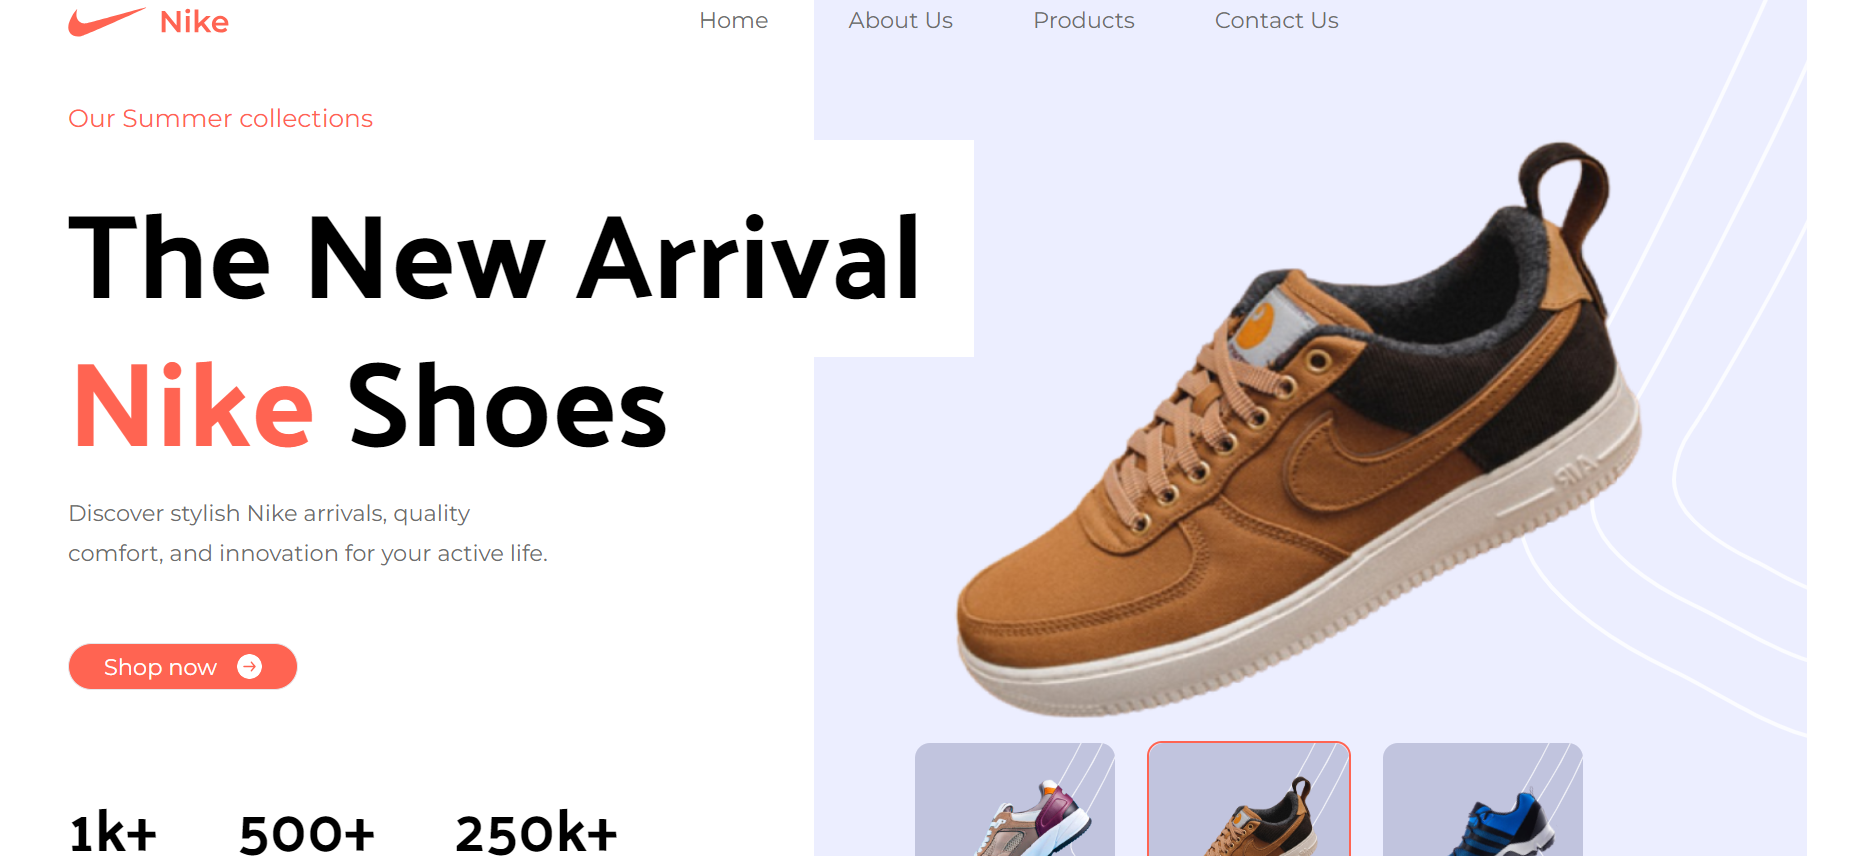 Nike
Home About Us Products Contact Us
Our Summer collections
The New Arrival
Nike Shoes
Discover stylish Nike arrivals, quality
comfort, and innovation for your active life.
Shop now
1k+ 500+ 250k+
AIR